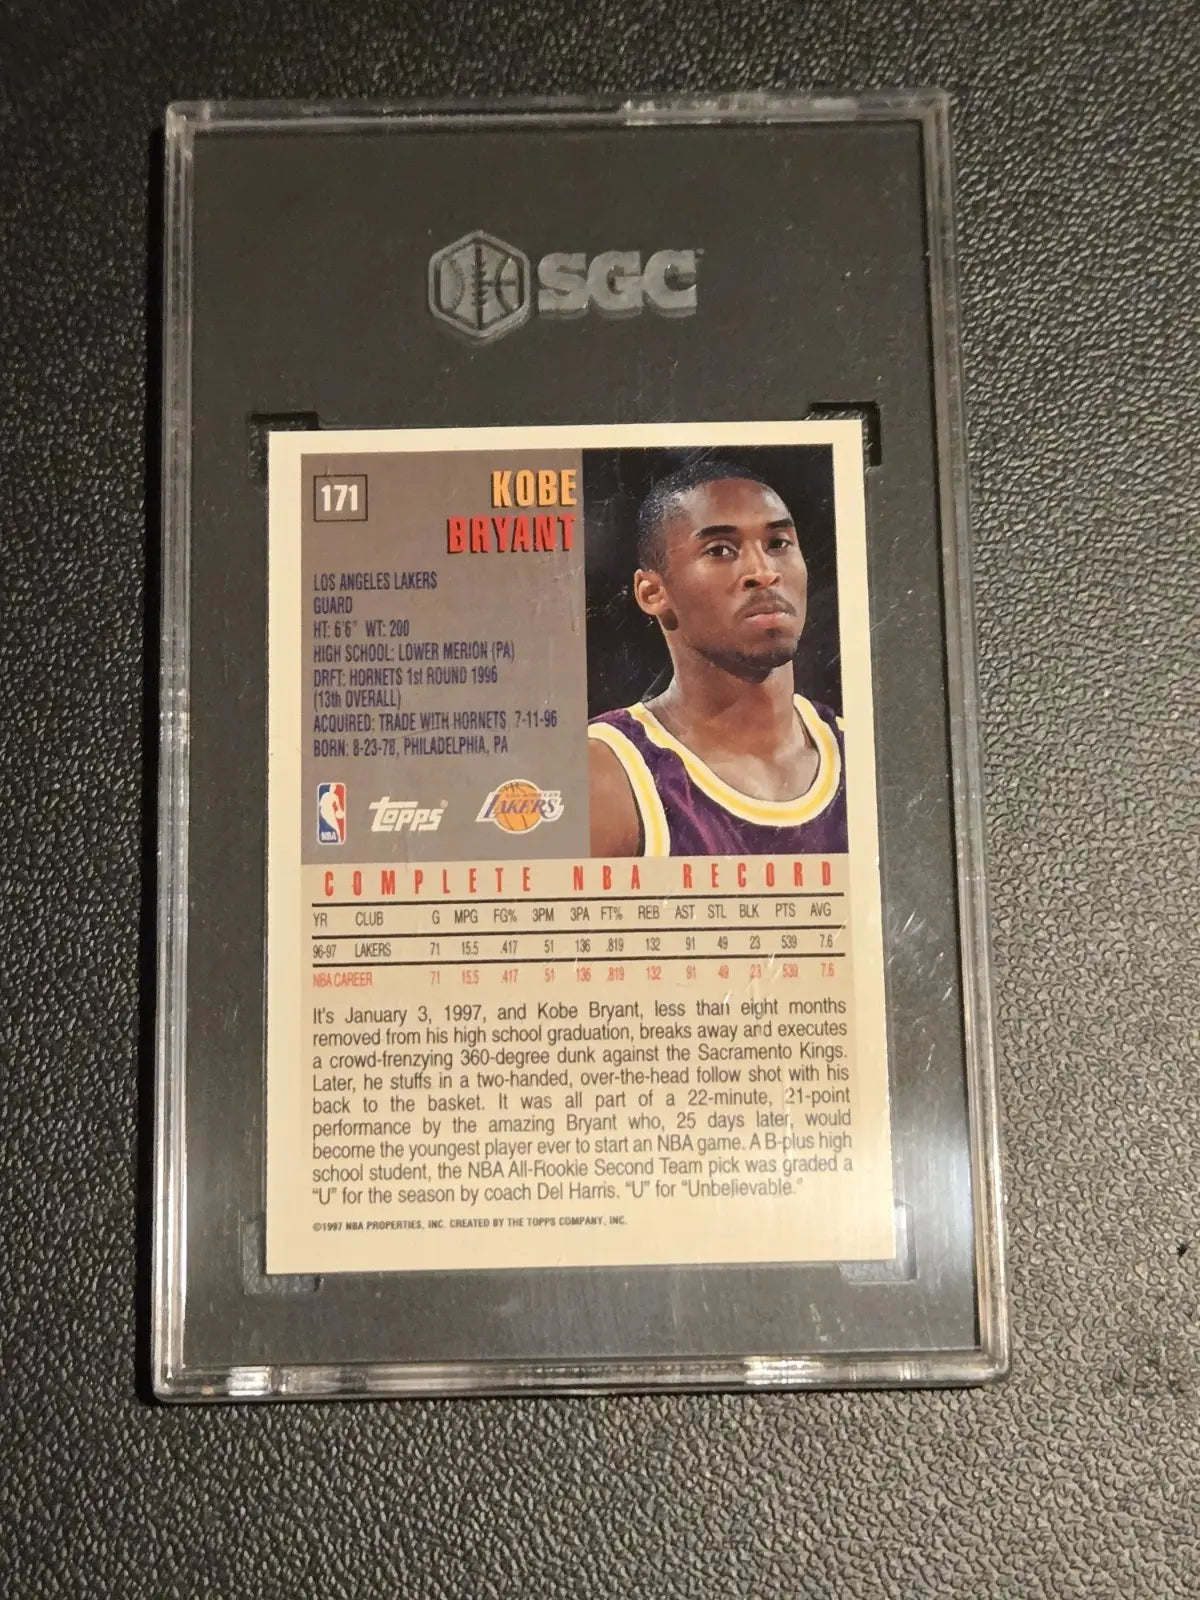 SGC
171
KOBE
BRYANT
LOS ANGELES LAKERS
GUARD
HT: 6'6" WT: 200
HIGH SCHOOL: LOWER MERION (PA)
DRFT: HORNETS 1st ROUND 1996
(13th OVERALL)
ACQUIRED: TRADE WITH HORNETS 7-11-96
BORN: 8-23-78, PHILADELPHIA, PA
NBA TOPPS® LOS ANGELES LAKERS
COMPLETE NBA RECORD
YR CLUB G MPG FG% 3PM 3PA FT% REB AST STL BLK PTS AVG
96-97 LAKERS 71 15.5 .417 51 136 .819 132 91 49 23 539 7.6
NBA CAREER 71 15.5 .417 51 136 .819 132 91 49 23 539 7.6
It's January 3, 1997, and Kobe Bryant, less than eight months
removed from his high school graduation, breaks away and executes
a crowd-frenzying 360-degree dunk against the Sacramento Kings.
Later, he stuffs in a two-handed, over-the-head follow shot with his
back to the basket. It was all part of a 22-minute, 21-point
performance by the amazing Bryant who, 25 days later, would
become the youngest player ever to start an NBA game. A B-plus high
school student, the NBA All-Rookie Second Team pick was graded a
"U" for the season by coach Del Harris. "U" for "Unbelievable."
©1997 NBA PROPERTIES, INC. CREATED BY THE TOPPS COMPANY, INC.